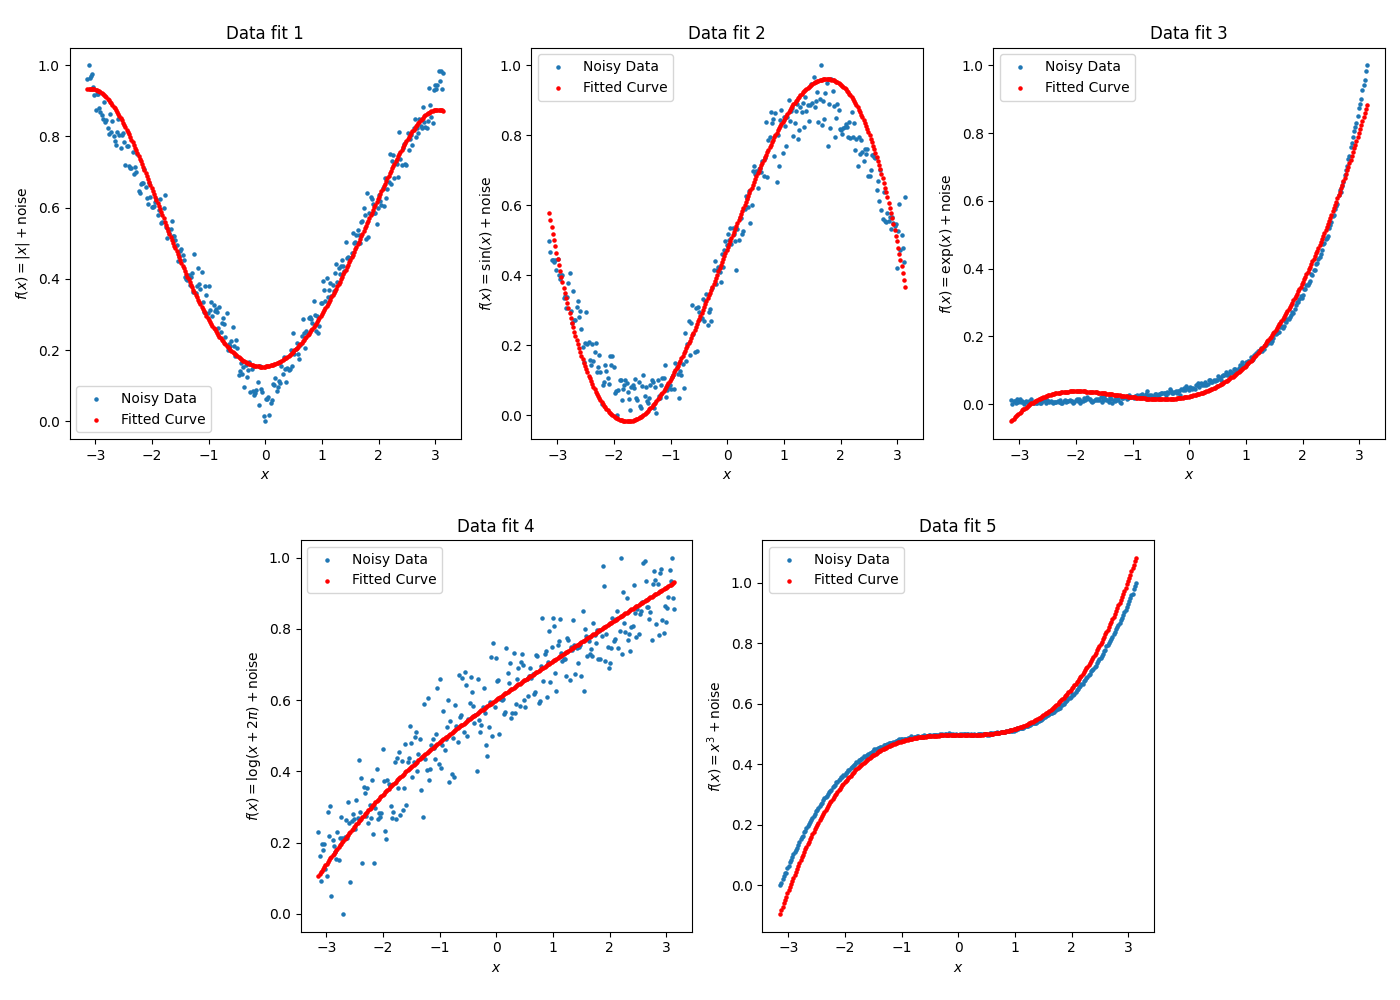 Data fit 1
f(x) = |x| + noise
1.0
0.8
0.6
0.4
0.2
0.0
Noisy Data
Fitted Curve
−3 −2 −1 0 1 2 3
x
Data fit 2
f(x) = sin(x) + noise
Noisy Data
Fitted Curve
1.0
0.8
0.6
0.4
0.2
0.0
−3 −2 −1 0 1 2 3
x
Data fit 3
f(x) = exp(x) + noise
Noisy Data
Fitted Curve
1.0
0.8
0.6
0.4
0.2
0.0
−3 −2 −1 0 1 2 3
x
Data fit 4
f(x) = log(x + 2π) + noise
Noisy Data
Fitted Curve
1.0
0.8
0.6
0.4
0.2
0.0
−3 −2 −1 0 1 2 3
x
Data fit 5
f(x) = x³ + noise
Noisy Data
Fitted Curve
1.0
0.8
0.6
0.4
0.2
0.0
−3 −2 −1 0 1 2 3
x